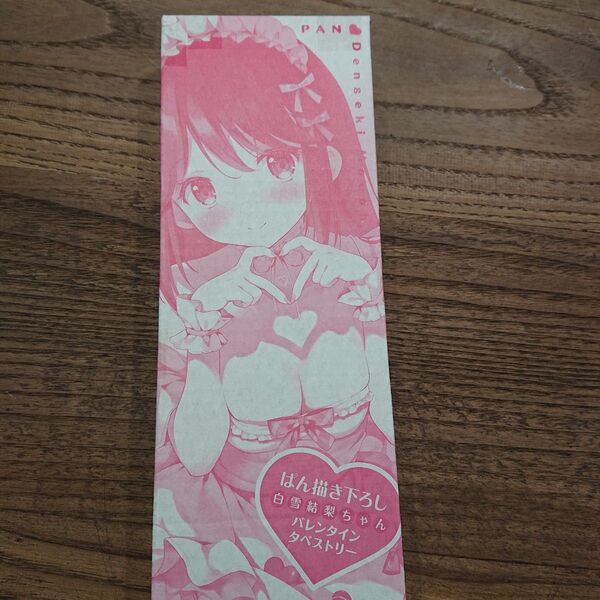 PAN
Denseki
ぱん描き下ろし
白雪結梨ちゃん
バレンタイン
タペストリー